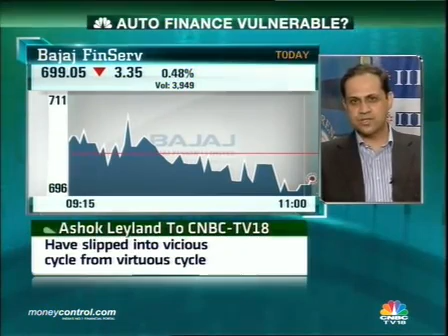 AUTO FINANCE VULNERABLE?
Bajaj FinServ
TODAY
699.05 ▼ 3.35 0.48%
Vol: 3,949
711
BAJAJ
696
09:15
11:00
Ashok Leyland To CNBC-TV18
Have slipped into vicious
cycle from virtuous cycle
moneycontrol.com
CNBC
TV18